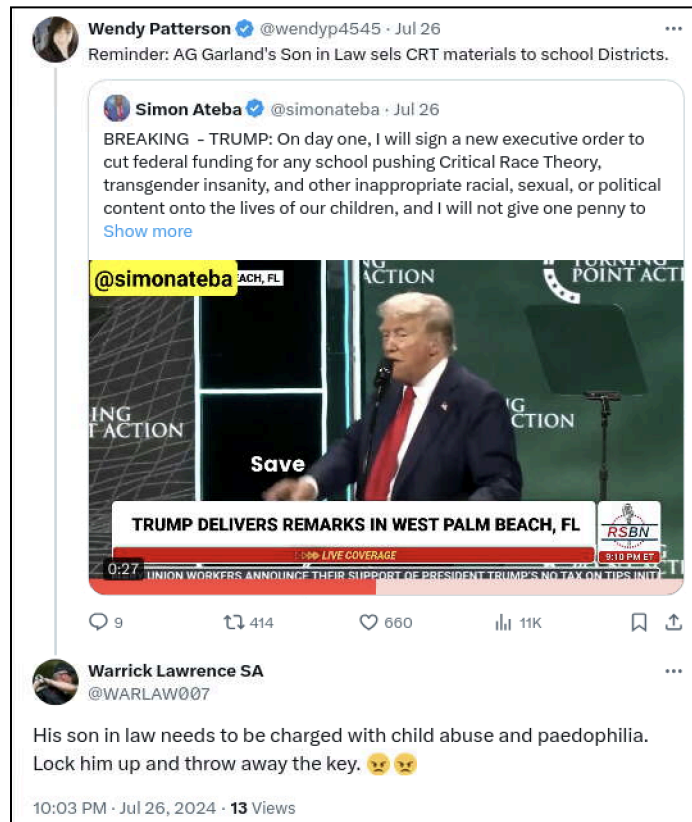 Wendy Patterson @wendyp4545 · Jul 26
Reminder: AG Garland's Son in Law sels CRT materials to school Districts.
Simon Ateba @simonateba · Jul 26
BREAKING - TRUMP: On day one, I will sign a new executive order to
cut federal funding for any school pushing Critical Race Theory,
transgender insanity, and other inappropriate racial, sexual, or political
content onto the lives of our children, and I will not give one penny to
Show more
@simonateba
EACH, FL
ACTION
TURNING
POINT ACTI
ING
T ACTION
NG
CTION
Save
TRUMP DELIVERS REMARKS IN WEST PALM BEACH, FL
RSBN
LIVE COVERAGE
9:10 PM ET
0:27
UNION WORKERS ANNOUNCE THEIR SUPPORT OF PRESIDENT TRUMP'S NO TAX ON TIPS INITI
9
414
660
11K
Warrick Lawrence SA
@WARLAW007
His son in law needs to be charged with child abuse and paedophilia.
Lock him up and throw away the key. 😠 😠
10:03 PM · Jul 26, 2024 · 13 Views